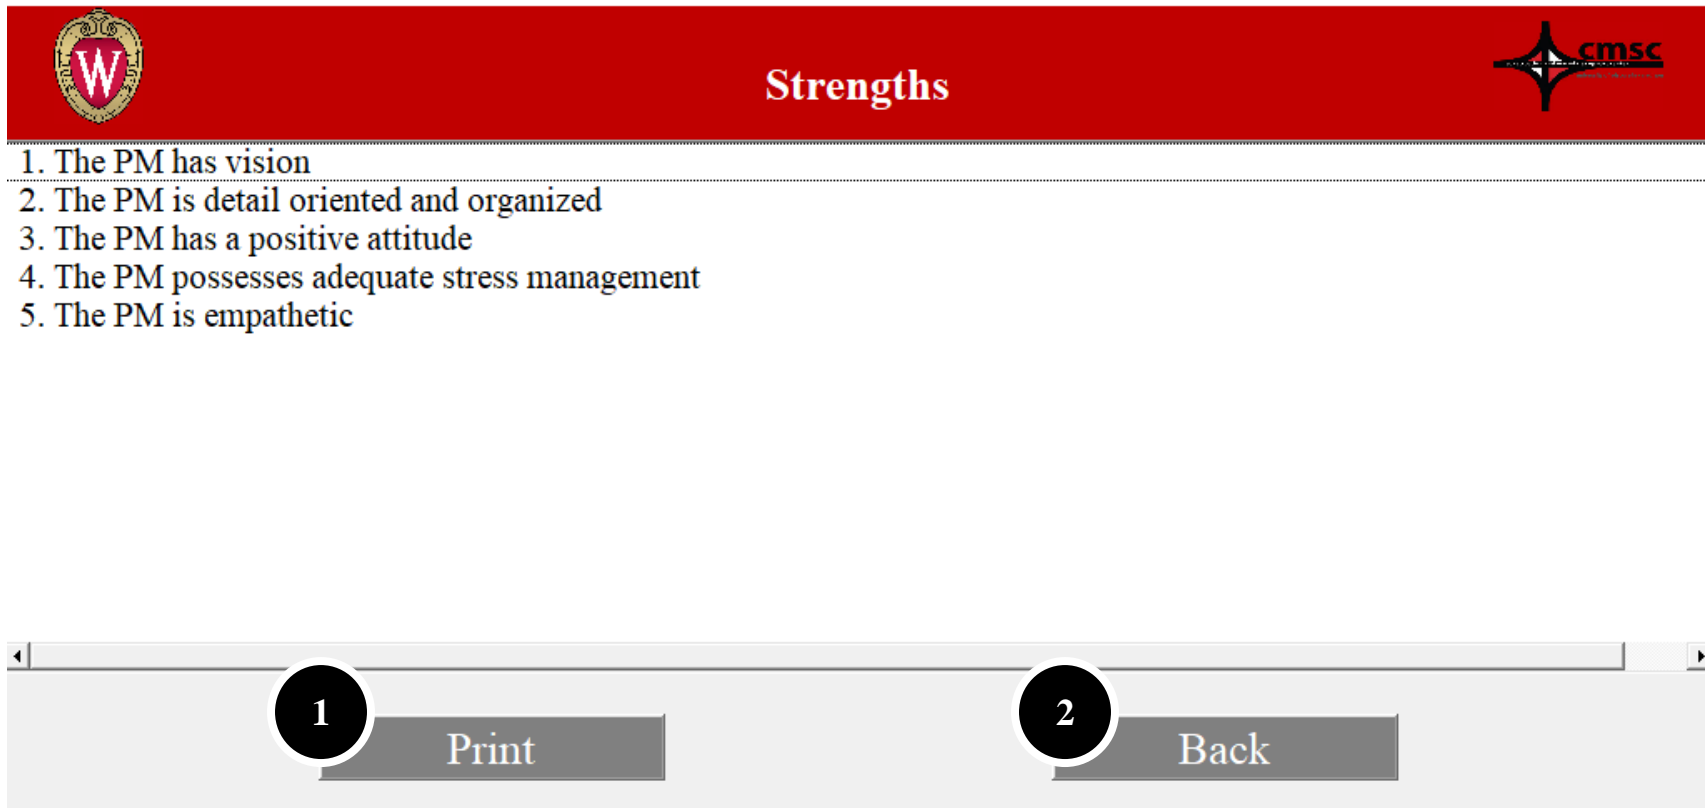 W
Strengths
cmsc
1. The PM has vision
2. The PM is detail oriented and organized
3. The PM has a positive attitude
4. The PM possesses adequate stress management
5. The PM is empathetic
1
Print
2
Back